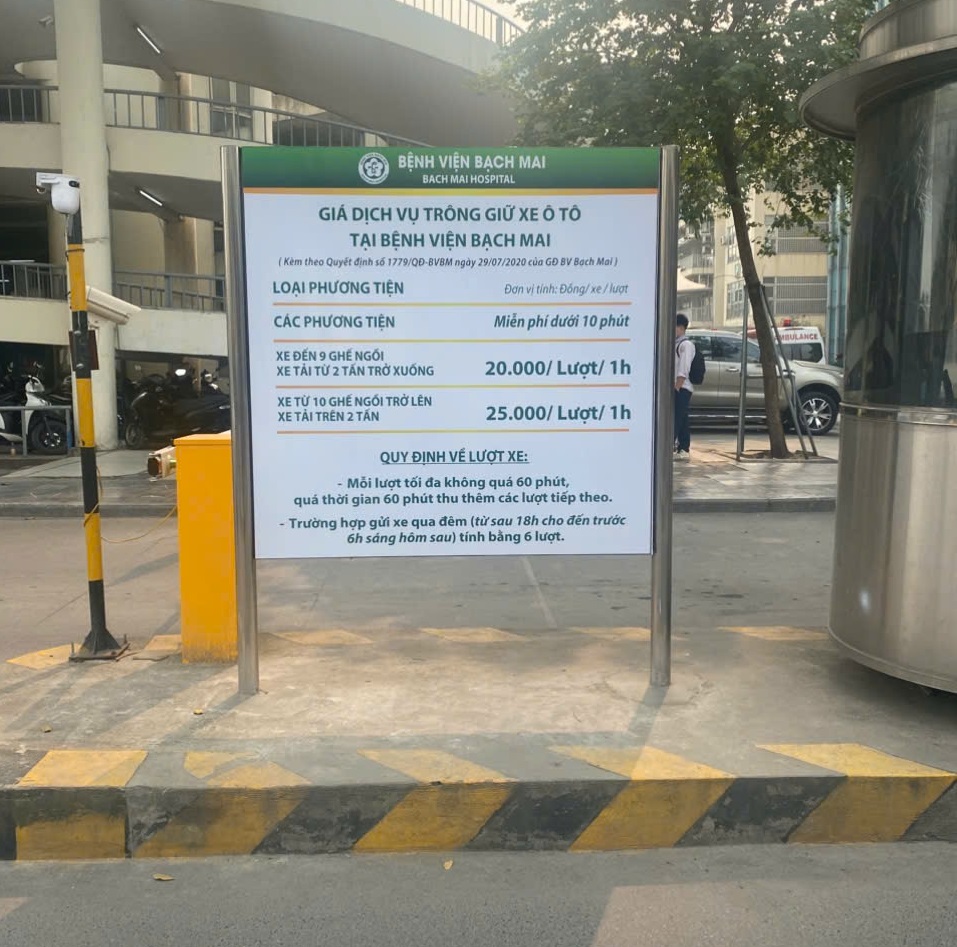 BỆNH VIỆN BẠCH MAI
BACH MAI HOSPITAL
GIÁ DỊCH VỤ TRÔNG GIỮ XE Ô TÔ
TẠI BỆNH VIỆN BẠCH MAI
( Kèm theo Quyết định số 1779/QĐ-BVBM ngày 29/07/2020 của GĐ BV Bạch Mai )
LOẠI PHƯƠNG TIỆN Đơn vị tính: Đồng/ xe / lượt
CÁC PHƯƠNG TIỆN Miễn phí dưới 10 phút
XE ĐẾN 9 GHẾ NGỒI
XE TẢI TỪ 2 TẤN TRỞ XUỐNG 20.000/ Lượt/ 1h
XE TỪ 10 GHẾ NGỒI TRỞ LÊN
XE TẢI TRÊN 2 TẤN 25.000/ Lượt/ 1h
QUY ĐỊNH VỀ LƯỢT XE:
- Mỗi lượt tối đa không quá 60 phút,
quá thời gian 60 phút thu thêm các lượt tiếp theo.
- Trường hợp gửi xe qua đêm (từ sau 18h cho đến trước
6h sáng hôm sau) tính bằng 6 lượt.
AMBULANCE